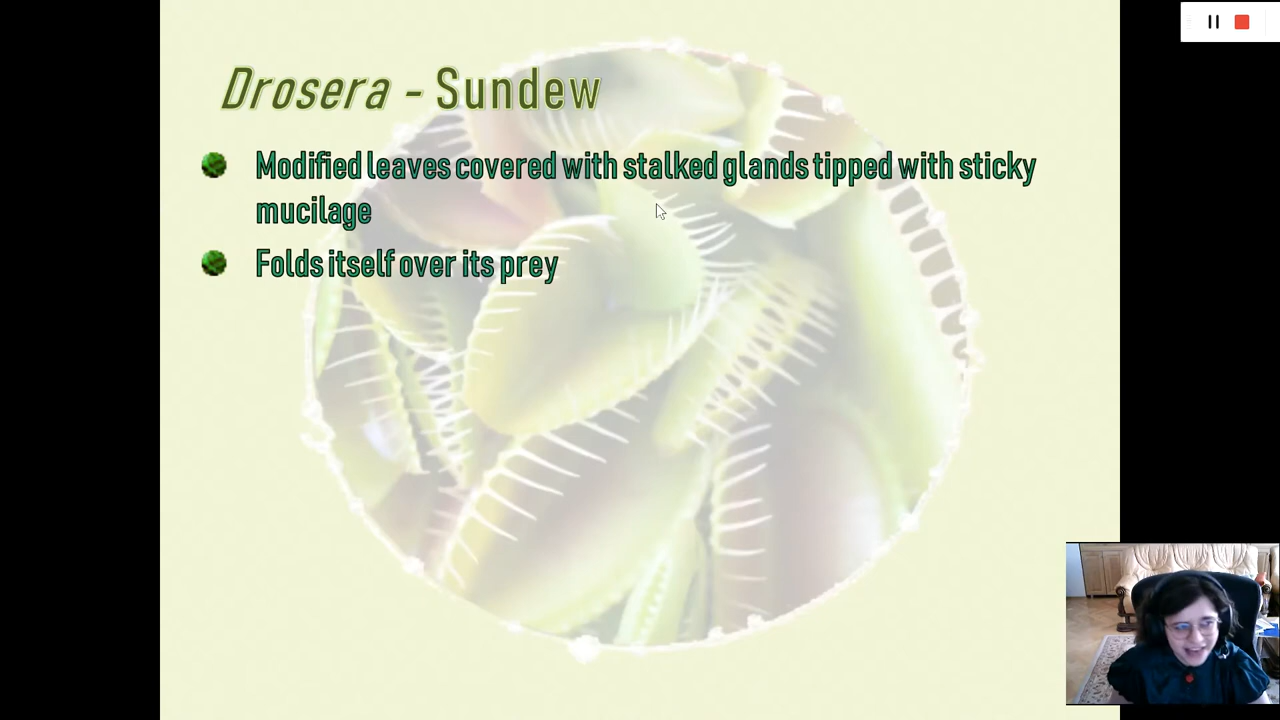 Drosera - Sundew
Modified leaves covered with stalked glands tipped with sticky
mucilage
Folds itself over its prey